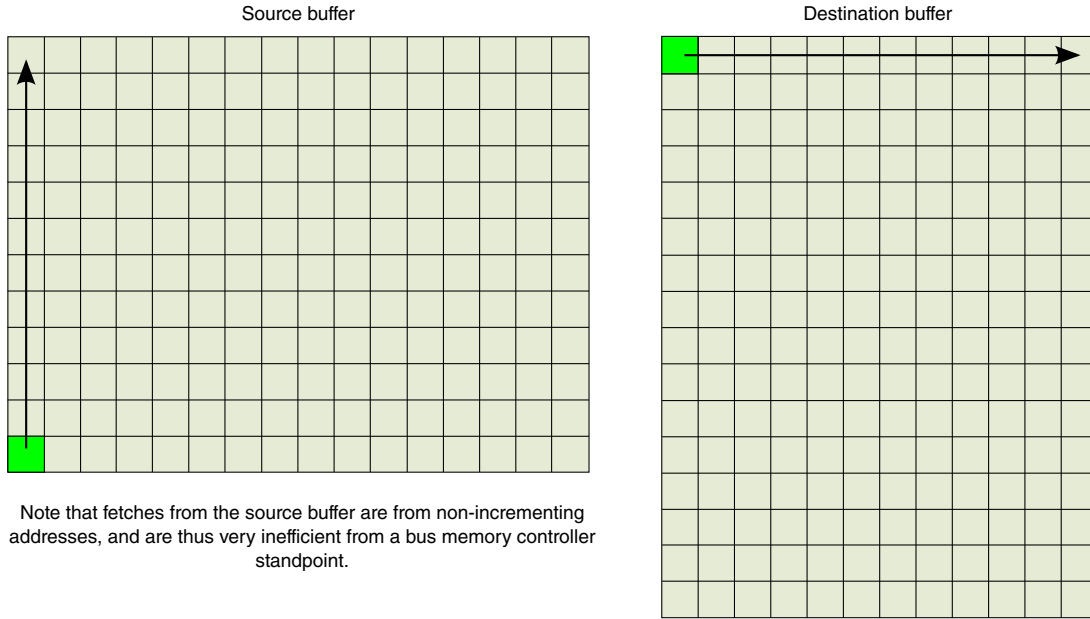 Source buffer
Destination buffer
Note that fetches from the source buffer are from non-incrementing
addresses, and are thus very inefficient from a bus memory controller
standpoint.